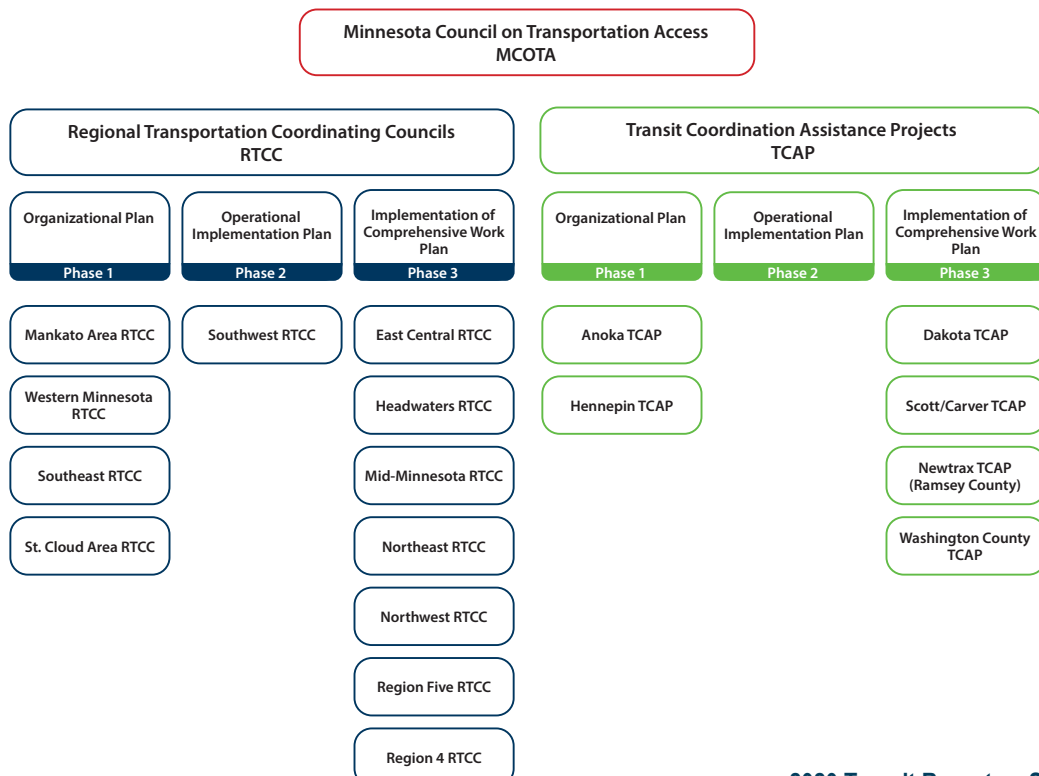 Minnesota Council on Transportation Access
MCOTA
Regional Transportation Coordinating Councils
RTCC
Transit Coordination Assistance Projects
TCAP
Organizational Plan
Phase 1
Operational
Implementation Plan
Phase 2
Implementation of
Comprehensive Work
Plan
Phase 3
Organizational Plan
Phase 1
Operational
Implementation Plan
Phase 2
Implementation of
Comprehensive Work
Plan
Phase 3
Mankato Area RTCC
Western Minnesota
RTCC
Southeast RTCC
St. Cloud Area RTCC
Southwest RTCC
East Central RTCC
Headwaters RTCC
Mid-Minnesota RTCC
Northeast RTCC
Northwest RTCC
Region Five RTCC
Region 4 RTCC
Anoka TCAP
Hennepin TCAP
Dakota TCAP
Scott/Carver TCAP
Newtrax TCAP
(Ramsey County)
Washington County
TCAP